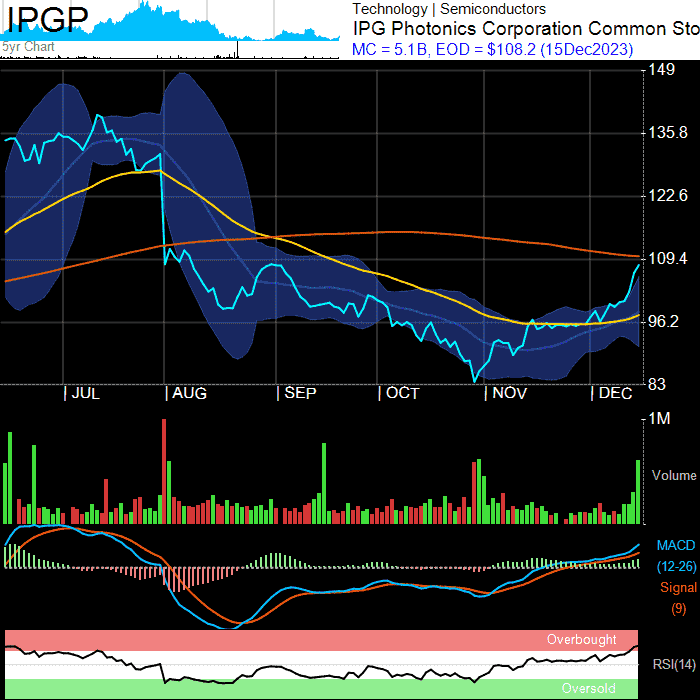 IPGP
5yr Chart
Technology | Semiconductors
IPG Photonics Corporation Common Sto
MC = 5.1B, EOD = $108.2 (15Dec2023)
149
135.8
122.6
109.4
96.2
83
| JUL | AUG | SEP | OCT | NOV | DEC
1M
Volume
MACD
(12-26)
Signal
(9)
Overbought
RSI(14)
Oversold